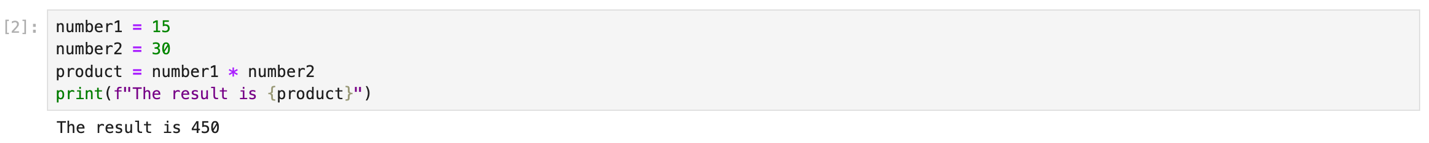 [2]: number1 = 15
number2 = 30
product = number1 * number2
print(f"The result is {product}")
The result is 450